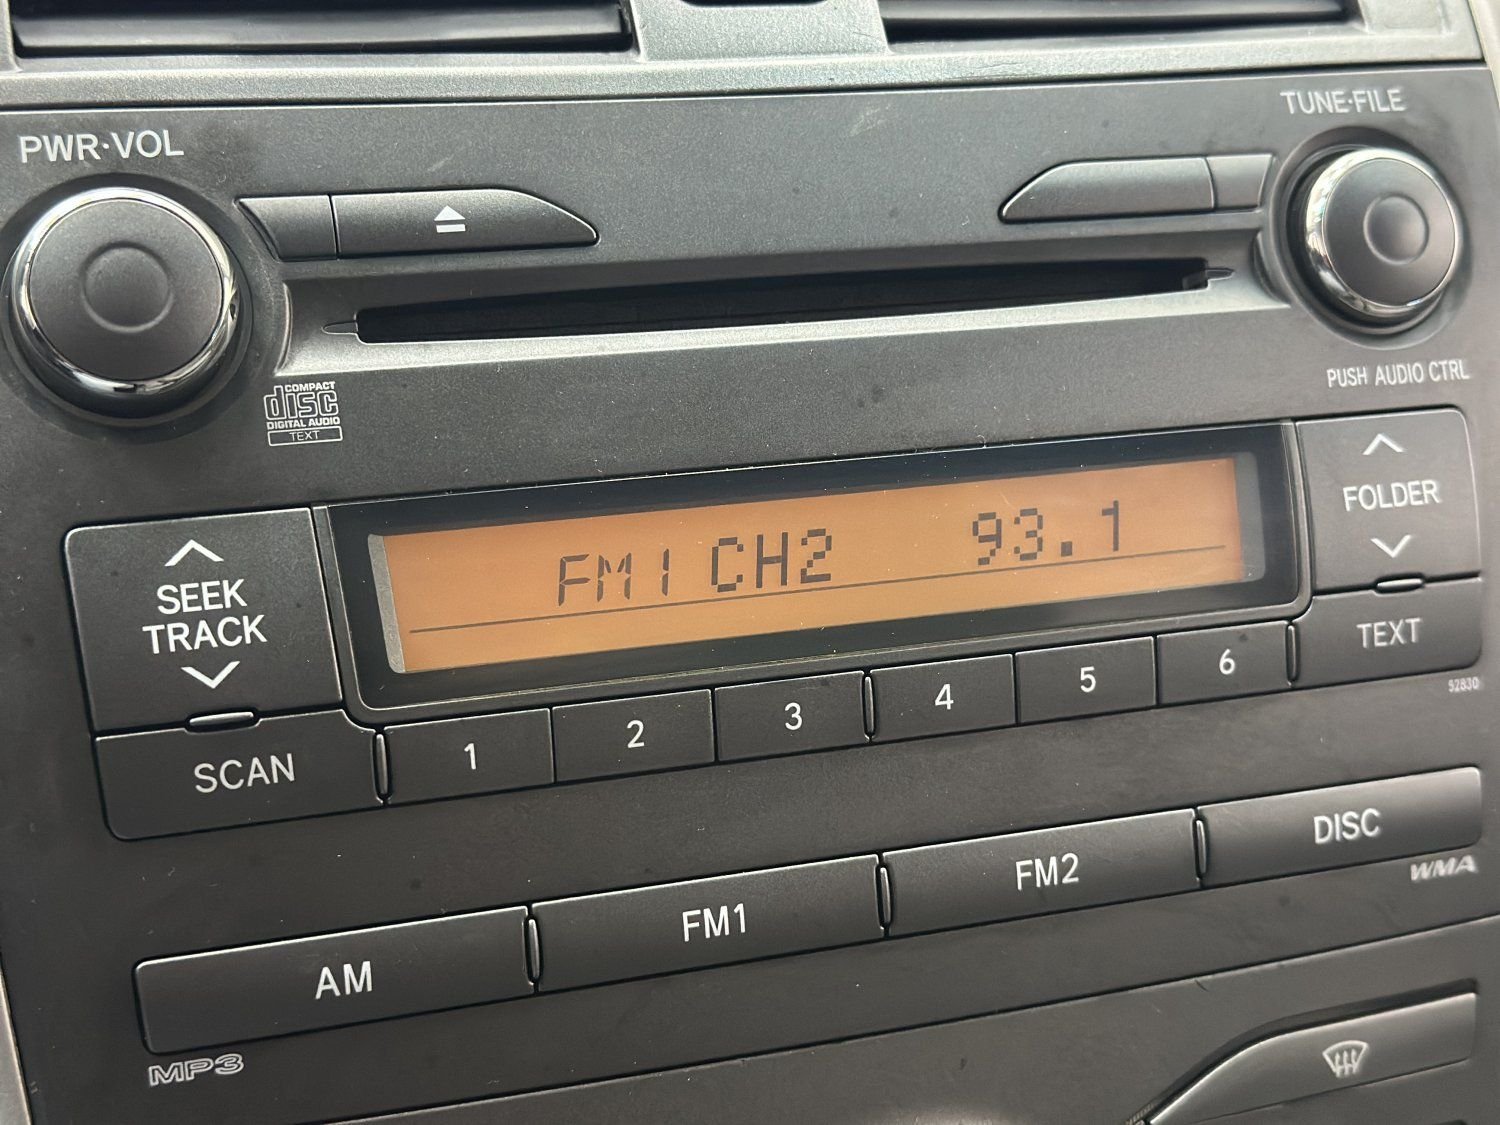 PWR·VOL
TUNE·FILE
PUSH AUDIO CTRL
COMPACT
disc
DIGITAL AUDIO
TEXT
SEEK
TRACK
FM1 CH2 93.1
FOLDER
TEXT
52830
SCAN
1 2 3 4 5 6
AM FM1 FM2 DISC
WMA
MP3